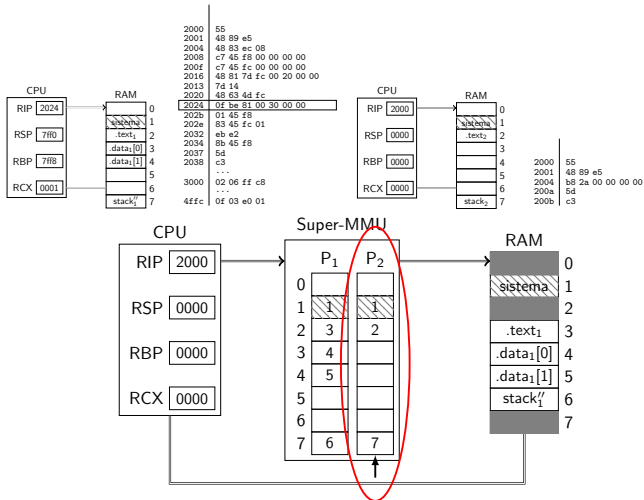 2000 55
2001 48 89 e5
2004 48 83 ec 08
2008 c7 45 f8 00 00 00 00
200f c7 45 fc 00 00 00 00
2016 48 81 7d fc 00 20 00 00
2013 7d 14
2020 48 63 4d fc
2024 0f be 81 00 30 00 00
202b 01 45 f8
202e 83 45 fc 01
2032 eb e2
2034 8b 45 f8
2037 5d
2038 c3
...
3000 02 06 ff c8
...
4ffc 0f 03 e0 01
CPU
RIP 2024
RSP 7ff0
RBP 7ff8
RCX 0001
RAM
0
sistema 1
.text₁ 2
.data₁[0] 3
.data₁[1] 4
5
6
stack₁″ 7
CPU
RIP 2000
RSP 0000
RBP 0000
RCX 0000
RAM
0
sistema 1
.text₂ 2
3
4
5
6
stack₂ 7
2000 55
2001 48 89 e5
2004 b8 2a 00 00 00 00
200a 5d
200b c3
CPU
RIP 2000
RSP 0000
RBP 0000
RCX 0000
Super-MMU
P₁ P₂
0
1 1 1
2 3 2
3 4
4 5
5
6
7 6 7
RAM
0
sistema 1
2
.text₁ 3
.data₁[0] 4
.data₁[1] 5
stack₁″ 6
7